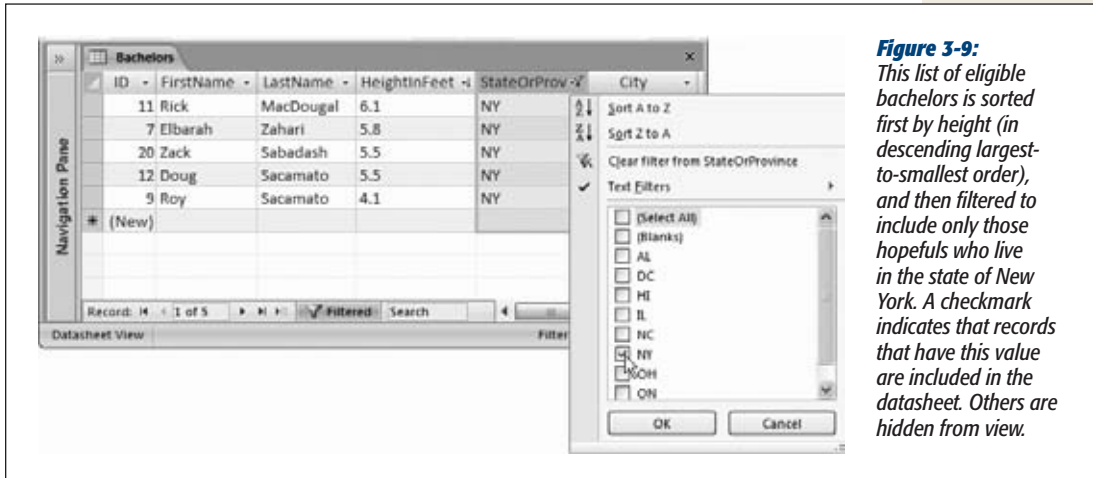 Bachelors
ID FirstName LastName HeightInFeet StateOrProv City
11 Rick MacDougal 6.1 NY
7 Elbarah Zahari 5.8 NY
20 Zack Sabadash 5.5 NY
12 Doug Sacamato 5.5 NY
9 Roy Sacamato 4.1 NY
(New)
Navigation Pane
Record: 1 of 5 Filtered Search
Datasheet View Filter
Sort A to Z
Sort Z to A
Clear filter from StateOrProvince
Text Filters
(Select All)
(Blanks)
AL
DC
HI
IL
NC
NY
OH
ON
OK Cancel
Figure 3-9:
This list of eligible
bachelors is sorted
first by height (in
descending largest-
to-smallest order),
and then filtered to
include only those
hopefuls who live
in the state of New
York. A checkmark
indicates that records
that have this value
are included in the
datasheet. Others are
hidden from view.